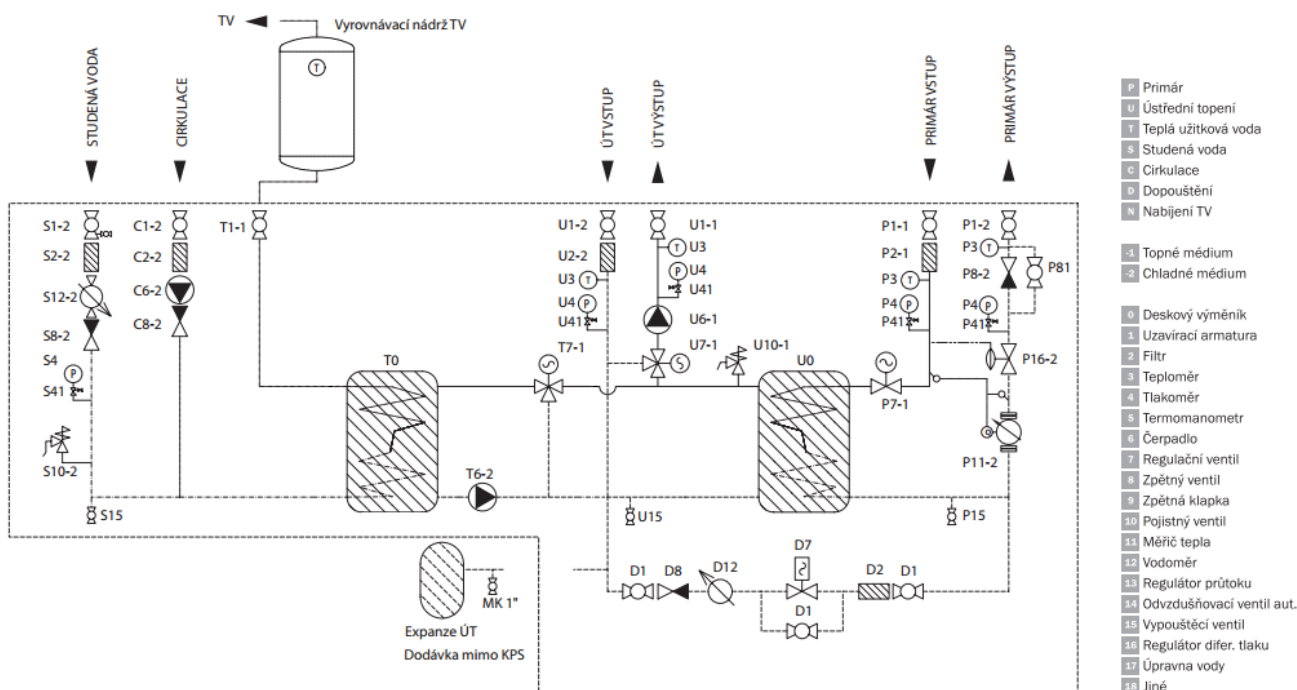 TV
Vyrovnávací nádrž TV
T
STUDENÁ VODA
CIRKULACE
ÚT VSTUP
ÚT VÝSTUP
PRIMÁR VSTUP
PRIMÁR VÝSTUP
S1-2
C1-2
T1-1
U1-2
U1-1
P1-1
P1-2
S2-2
C2-2
U2-2
T
U3
P2-1
P3
T
P81
S12-2
C6-2
U3
T
P
U4
P3
T
P8-2
U4
P
U41
P4
P
P4
P
S8-2
C8-2
U41
U6-1
P41
P41
S4
T7-1
U7-1
U10-1
P16-2
P
S41
T0
U0
P7-1
S10-2
P11-2
T6-2
S15
U15
P15
D7
D1
D8
D12
D2
D1
MK 1"
D1
Expanze ÚT
Dodávka mimo KPS
P Primár
U Ústřední topení
T Teplá užitková voda
S Studená voda
C Cirkulace
D Dopouštění
N Nabíjení TV
-1 Topné médium
-2 Chladné médium
0 Deskový výměník
1 Uzavírací armatura
2 Filtr
3 Teploměr
4 Tlakoměr
5 Termomanometr
6 Čerpadlo
7 Regulační ventil
8 Zpětný ventil
9 Zpětná klapka
10 Pojistný ventil
11 Měřič tepla
12 Vodoměr
13 Regulátor průtoku
14 Odvzdušňovací ventil aut.
15 Vypouštěcí ventil
16 Regulátor difer. tlaku
17 Úpravna vody
18 Jiné